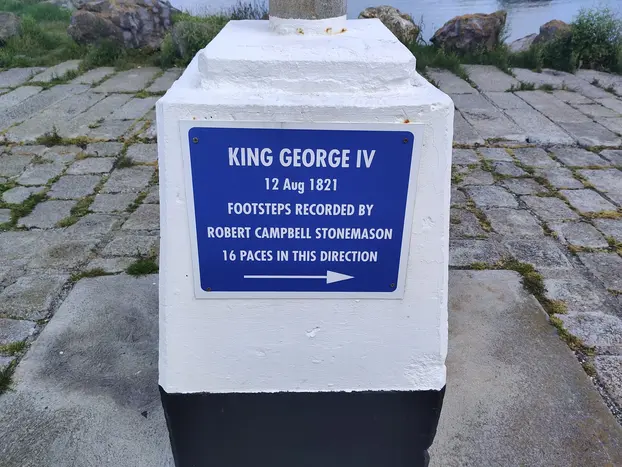 KING GEORGE IV
12 Aug 1821
FOOTSTEPS RECORDED BY
ROBERT CAMPBELL STONEMASON
16 PACES IN THIS DIRECTION